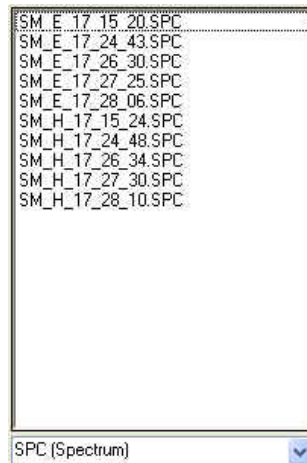 SM_E_17_15_20.SPC
SM_E_17_24_43.SPC
SM_E_17_26_30.SPC
SM_E_17_27_25.SPC
SM_E_17_28_06.SPC
SM_H_17_15_24.SPC
SM_H_17_24_48.SPC
SM_H_17_26_34.SPC
SM_H_17_27_30.SPC
SM_H_17_28_10.SPC
SPC (Spectrum)